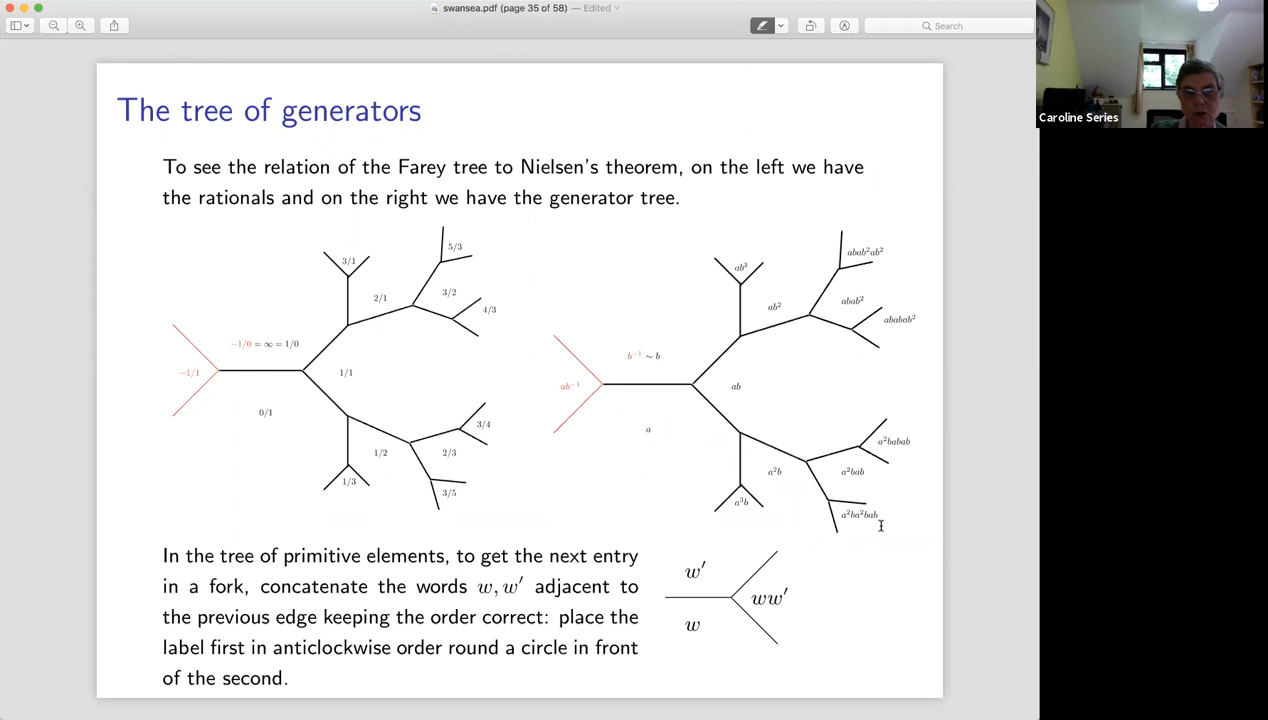 swansea.pdf (page 35 of 58) — Edited
Search
Caroline Series
The tree of generators
To see the relation of the Farey tree to Nielsen's theorem, on the left we have
the rationals and on the right we have the generator tree.
3/1
5/3
2/1
3/2
4/3
−1/0 = ∞ = 1/0
−1/1
1/1
0/1
1/2
3/4
2/3
1/3
3/5
ab³
abab²ab²
ab²
abab²
ababab²
b⁻¹ ∼ b
ab⁻¹
ab
a
a²b
a²babab
a²bab
a³b
a²ba²bab
In the tree of primitive elements, to get the next entry
in a fork, concatenate the words w, w′ adjacent to
the previous edge keeping the order correct: place the
label first in anticlockwise order round a circle in front
of the second.
w′
ww′
w